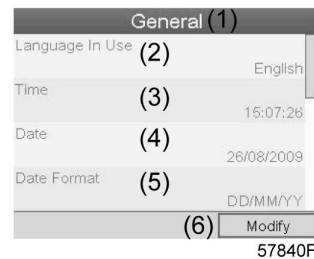 General (1)
Language In Use (2)
English
Time (3)
15:07:26
Date (4)
26/08/2009
Date Format (5)
DD/MM/YY
(6) Modify
57840F